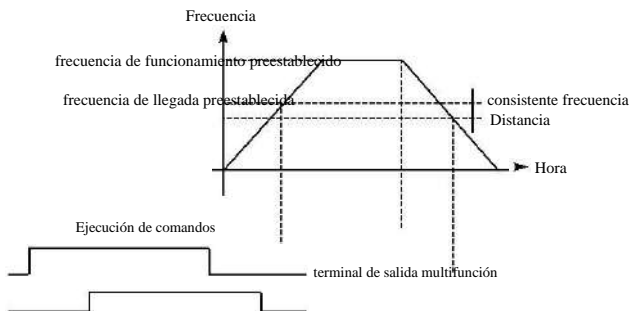 Frecuencia
frecuencia de funcionamiento preestablecido
frecuencia de llegada preestablecida
consistente frecuencia
Distancia
Hora
Ejecución de comandos
terminal de salida multifunción